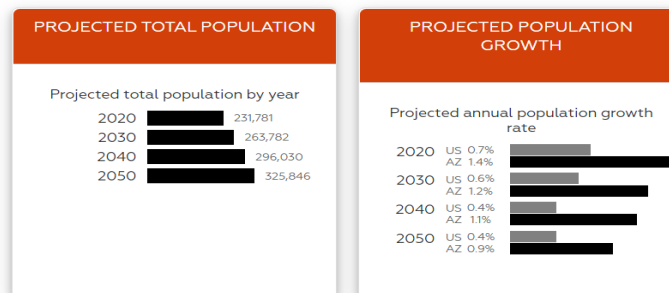 PROJECTED TOTAL POPULATION
Projected total population by year
2020 231,781
2030 263,782
2040 296,030
2050 325,846
PROJECTED POPULATION
GROWTH
Projected annual population growth
rate
2020 US 0.7%
AZ 1.4%
2030 US 0.6%
AZ 1.2%
2040 US 0.4%
AZ 1.1%
2050 US 0.4%
AZ 0.9%